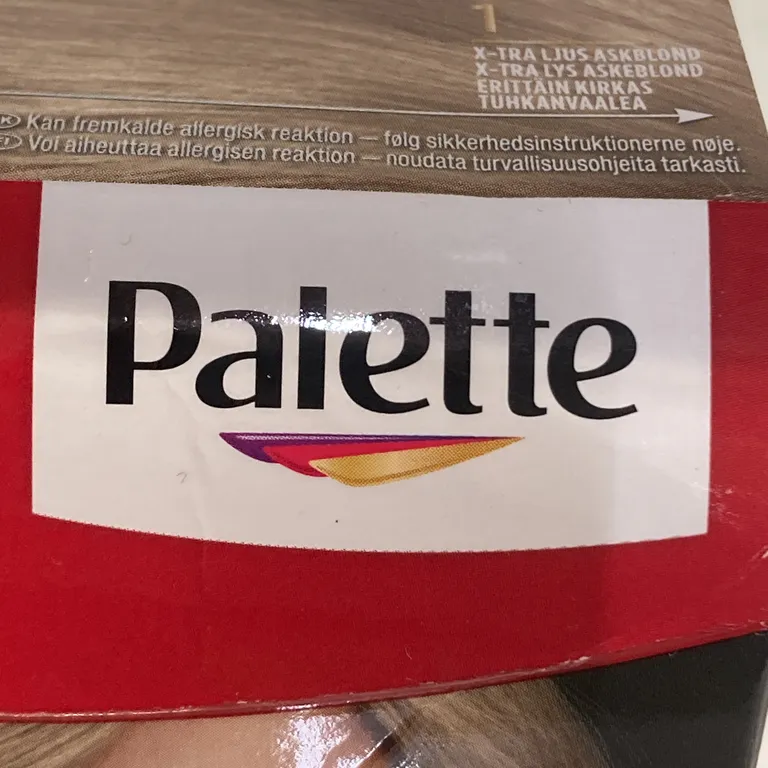 1
X-TRA LJUS ASKBLOND
X-TRA LYS ASKEBLOND
ERITTÄIN KIRKAS
TUHKANVAALEA
K Kan fremkalde allergisk reaktion — følg sikkerhedsinstruktionerne nøje.
FI Voi aiheuttaa allergisen reaktion — noudata turvallisuusohjeita tarkasti.
Palette